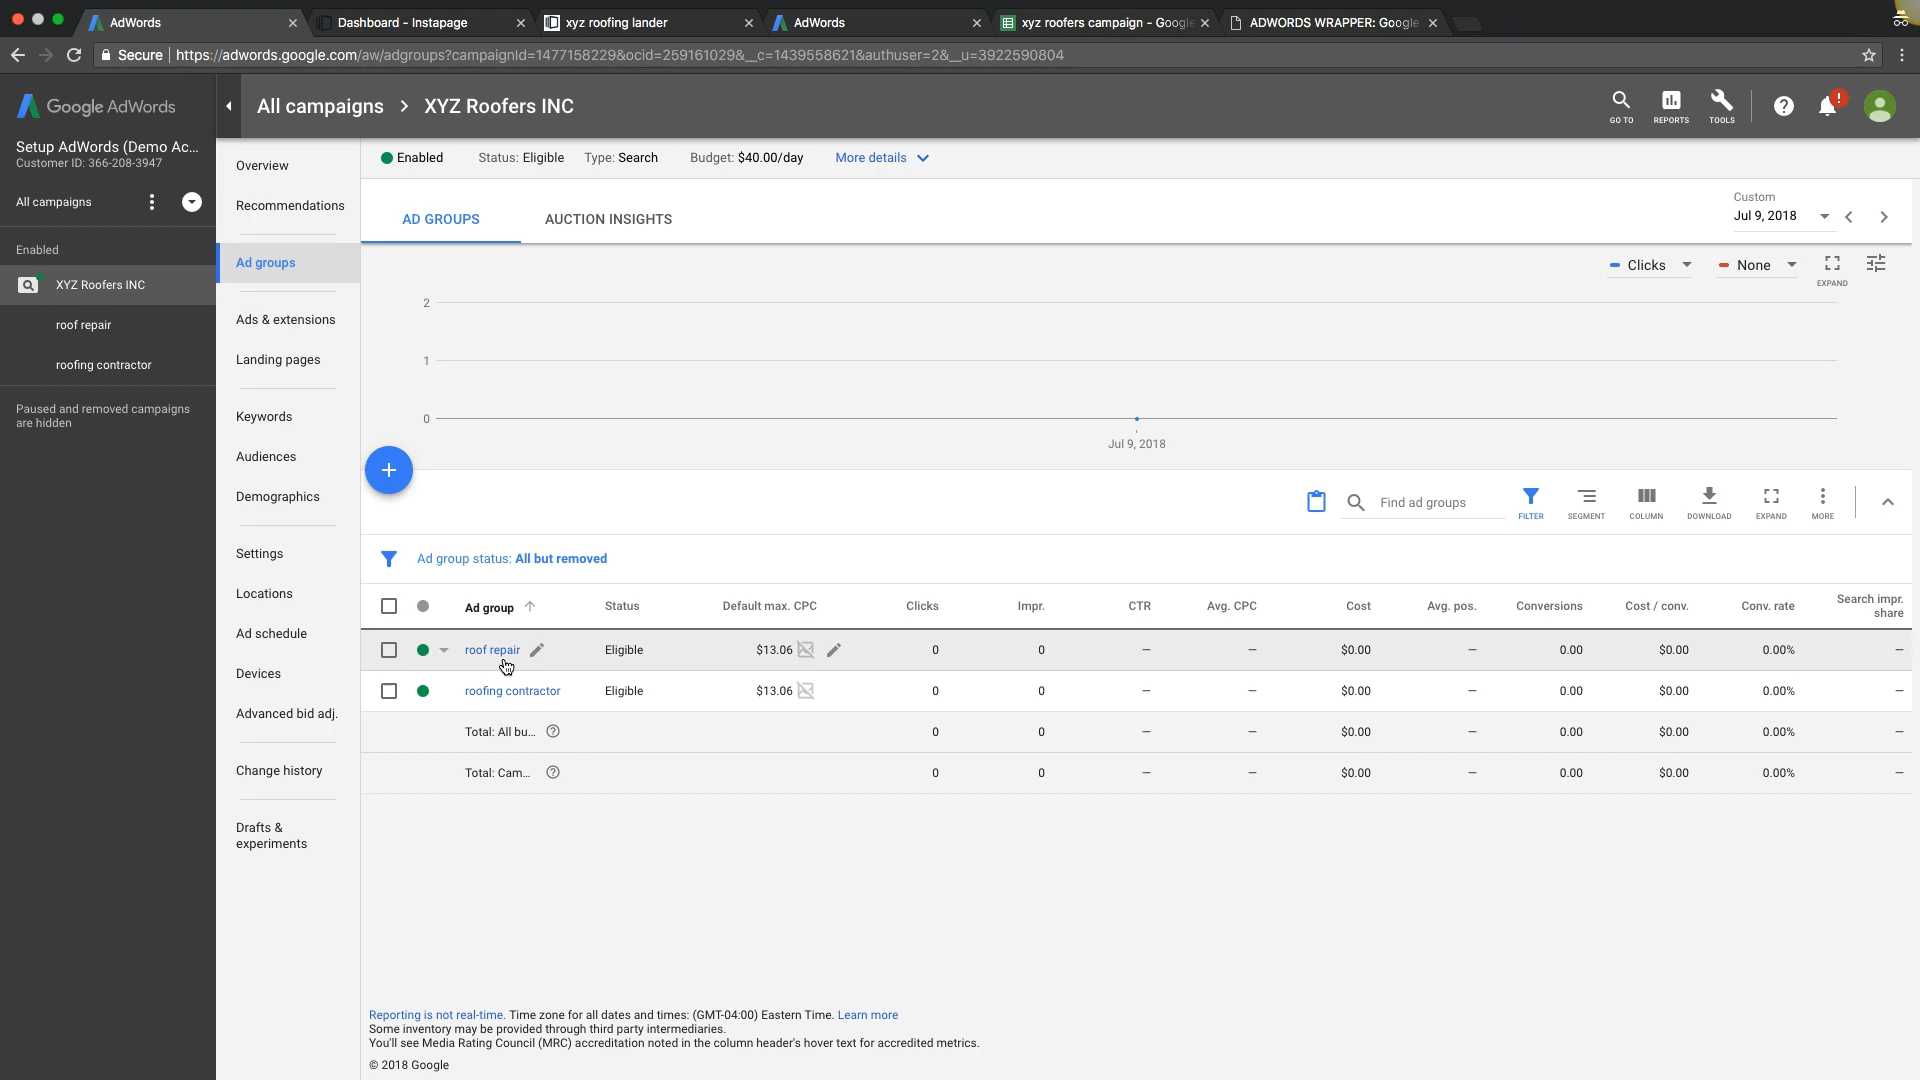 AdWords
Dashboard - Instapage
xyz roofing lander
AdWords
xyz roofers campaign - Google
ADWORDS WRAPPER: Google
Secure
https://adwords.google.com/aw/adgroups?campaignId=1477158229&ocid=259161029&__c=1439558621&authuser=2&__u=3922590804
Google AdWords
All campaigns > XYZ Roofers INC
GO TO
REPORTS
TOOLS
Setup AdWords (Demo Ac...
Customer ID: 366-208-3947
All campaigns
Enabled
XYZ Roofers INC
roof repair
roofing contractor
Paused and removed campaigns
are hidden
Overview
Recommendations
Ad groups
Ads & extensions
Landing pages
Keywords
Audiences
Demographics
Settings
Locations
Ad schedule
Devices
Advanced bid adj.
Change history
Drafts &
experiments
Enabled Status: Eligible Type: Search Budget: $40.00/day More details
AD GROUPS AUCTION INSIGHTS
Custom
Jul 9, 2018
Clicks None
EXPAND
2
1
0
Jul 9, 2018
Find ad groups
FILTER SEGMENT COLUMN DOWNLOAD EXPAND MORE
Ad group status: All but removed
Ad group Status Default max. CPC Clicks Impr. CTR Avg. CPC Cost Avg. pos. Conversions Cost / conv. Conv. rate Search impr.
share
roof repair Eligible $13.06 0 0 — — $0.00 — 0.00 $0.00 0.00% —
roofing contractor Eligible $13.06 0 0 — — $0.00 — 0.00 $0.00 0.00% —
Total: All bu... 0 0 — — $0.00 — 0.00 $0.00 0.00% —
Total: Cam... 0 0 — — $0.00 — 0.00 $0.00 0.00% —
Reporting is not real-time. Time zone for all dates and times: (GMT-04:00) Eastern Time. Learn more
Some inventory may be provided through third party intermediaries.
You'll see Media Rating Council (MRC) accreditation noted in the column header's hover text for accredited metrics.
© 2018 Google